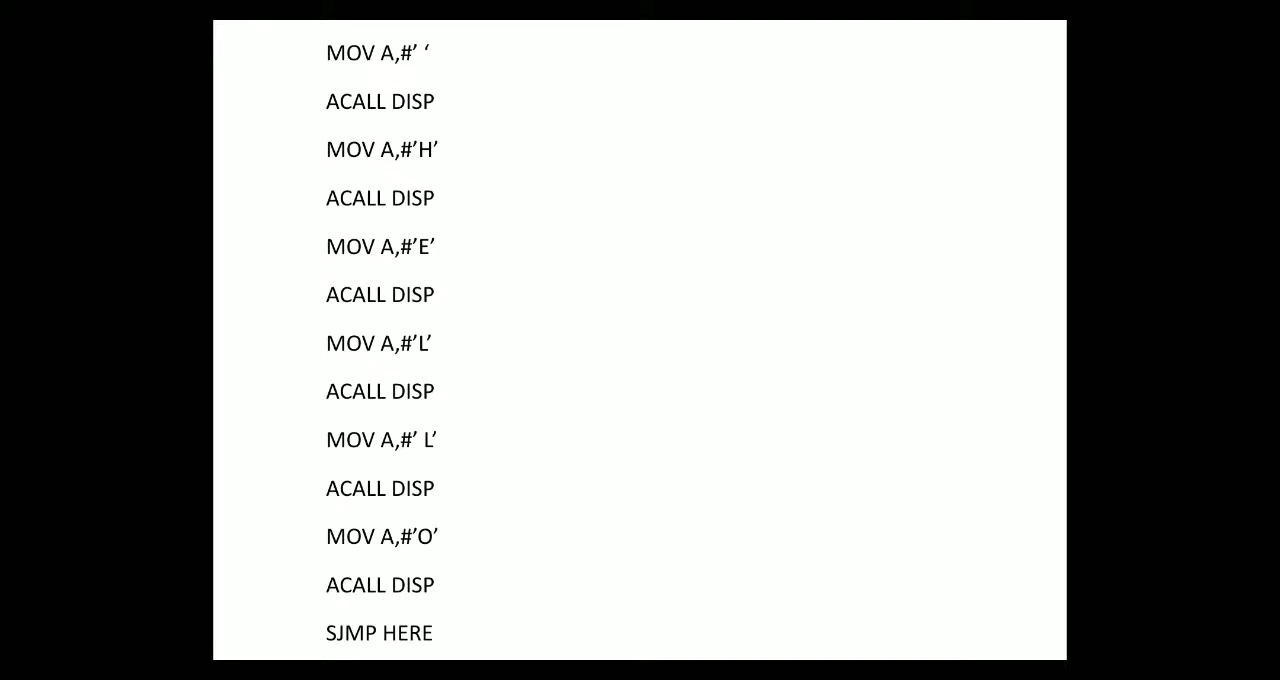 MOV A,#’ ‘
ACALL DISP
MOV A,#’H’
ACALL DISP
MOV A,#’E’
ACALL DISP
MOV A,#’L’
ACALL DISP
MOV A,#’ L’
ACALL DISP
MOV A,#’O’
ACALL DISP
SJMP HERE